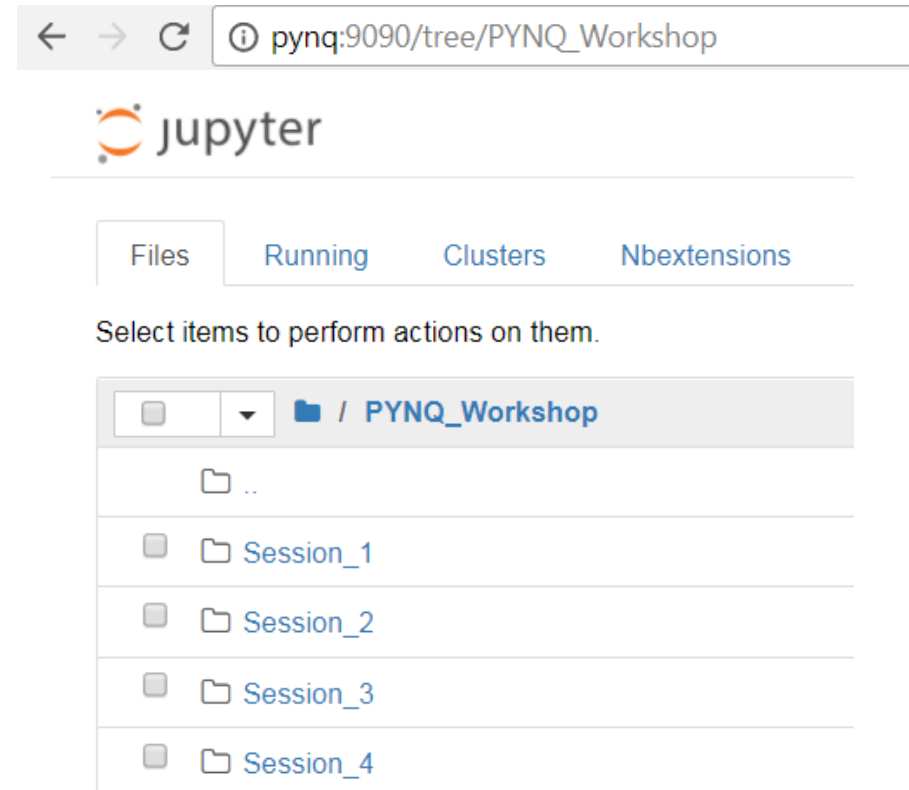 pynq:9090/tree/PYNQ_Workshop
jupyter
Files Running Clusters Nbextensions
Select items to perform actions on them.
/ PYNQ_Workshop
..
Session_1
Session_2
Session_3
Session_4